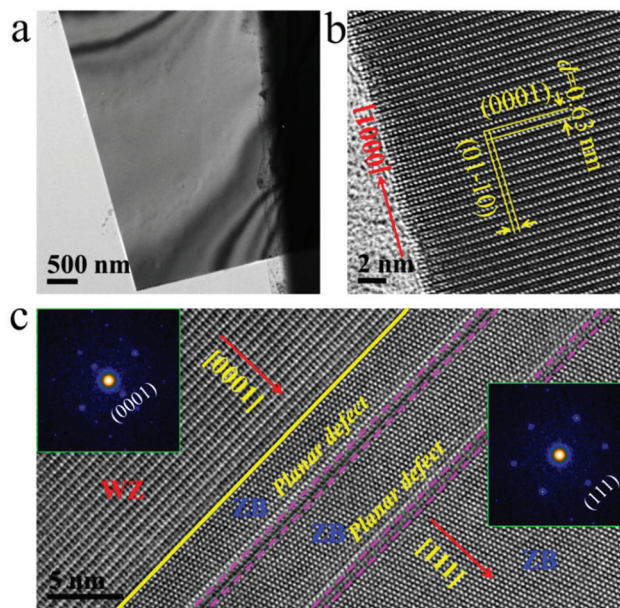 a
500 nm
b
[0001]
(0001)
d=0.63 nm
(01-10)
2 nm
c
(0001)
[0001]
WZ
ZB
Planar defect
ZB
Planar defect
(111)
[111]
ZB
5 nm